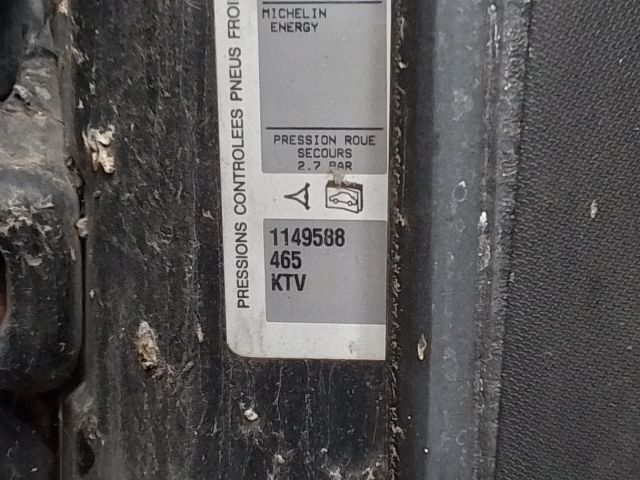 MICHELIN
ENERGY
PRESSION ROUE
SECOURS
2.7 BAR
PRESSIONS CONTROLEES PNEUS FROI
1149588
465
KTV